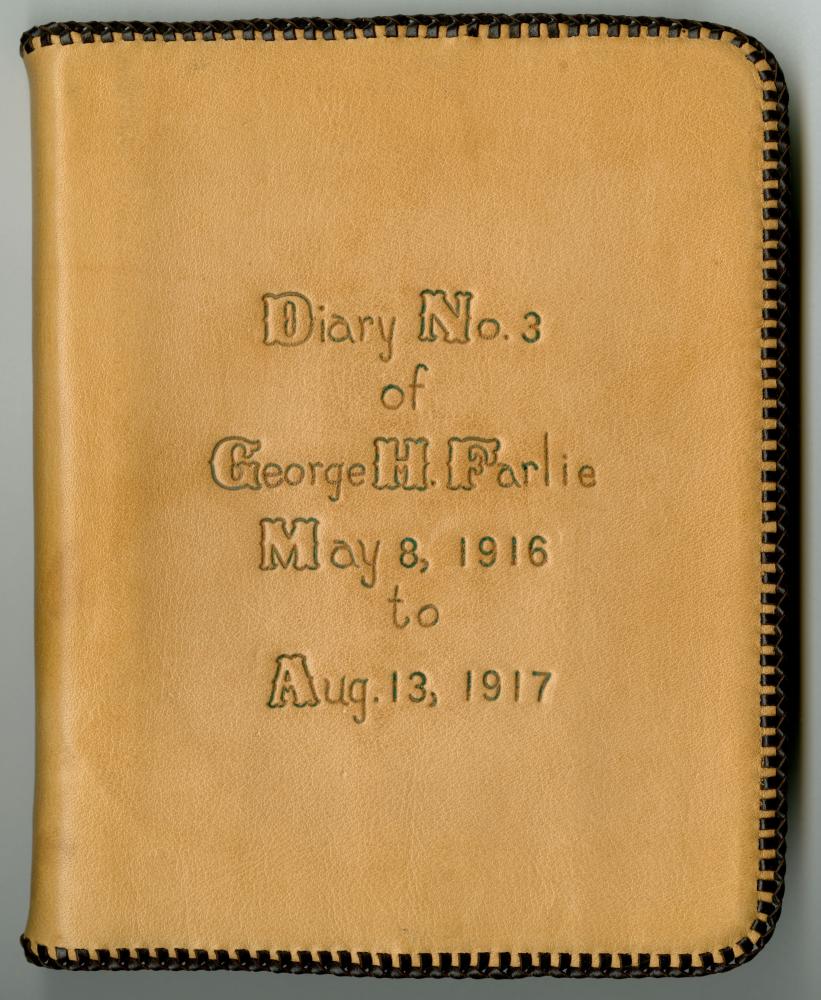 Diary No. 3
of
George H. Farlie
May 8, 1916
to
Aug. 13, 1917